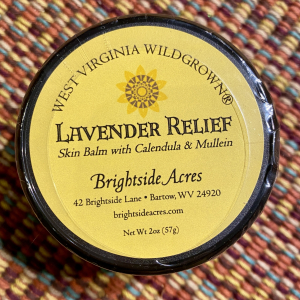 WEST VIRGINIA WILDGROWN®
LAVENDER RELIEF
Skin Balm with Calendula & Mullein
Brightside Acres
42 Brightside Lane • Bartow, WV 24920
brightsideacres.com
Net Wt 2oz (57g)